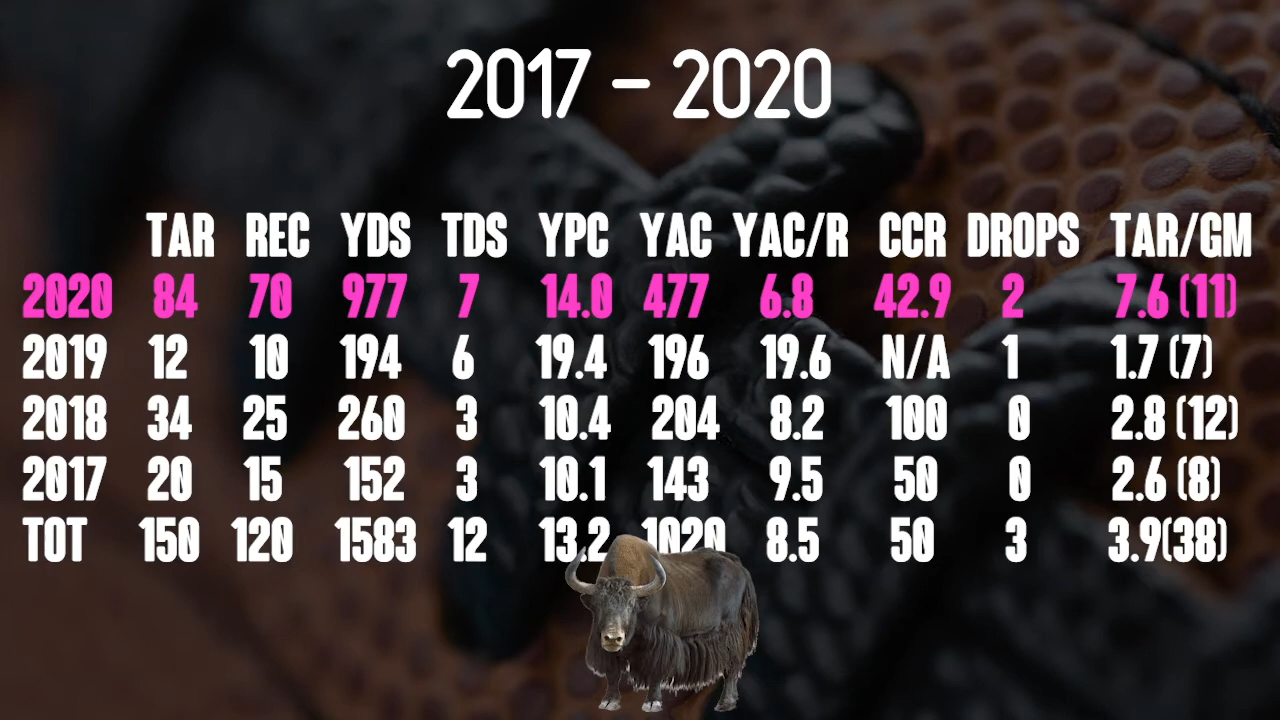 2017 - 2020
TAR REC YDS TDS YPC YAC YAC/R CCR DROPS TAR/GM
2020 84 70 977 7 14.0 477 6.8 42.9 2 7.6 (11)
2019 12 10 194 6 19.4 196 19.6 N/A 1 1.7 (7)
2018 34 25 260 3 10.4 204 8.2 100 0 2.8 (12)
2017 20 15 152 3 10.1 143 9.5 50 0 2.6 (8)
TOT 150 120 1583 12 13.2 1020 8.5 50 3 3.9(38)